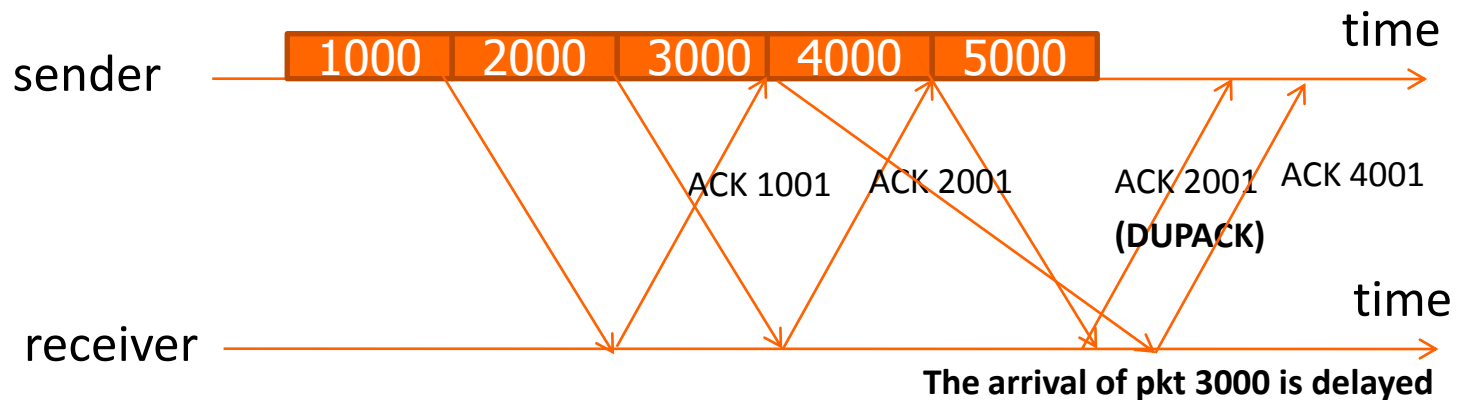 time
1000 2000 3000 4000 5000
sender
ACK 1001 ACK 2001 ACK 2001 ACK 4001
(DUPACK)
time
receiver
The arrival of pkt 3000 is delayed